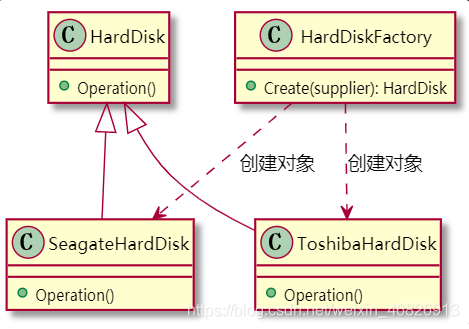 C HardDisk
Operation()
C HardDiskFactory
Create(supplier): HardDisk
创建对象
创建对象
C SeagateHardDisk
Operation()
C ToshibaHardDisk
Operation()
https://blog.csdn.net/weixin_46826913